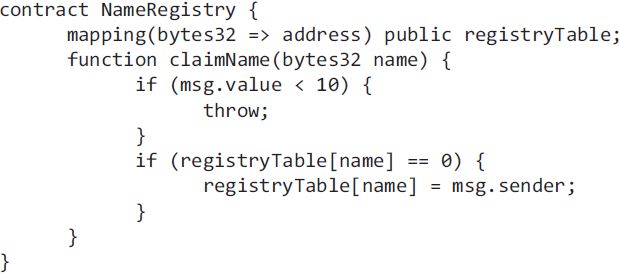 contract NameRegistry {
      mapping(bytes32 => address) public registryTable;
      function claimName(bytes32 name) {
            if (msg.value < 10) {
                  throw;
            }
            if (registryTable[name] == 0) {
                  registryTable[name] = msg.sender;
            }
      }
}